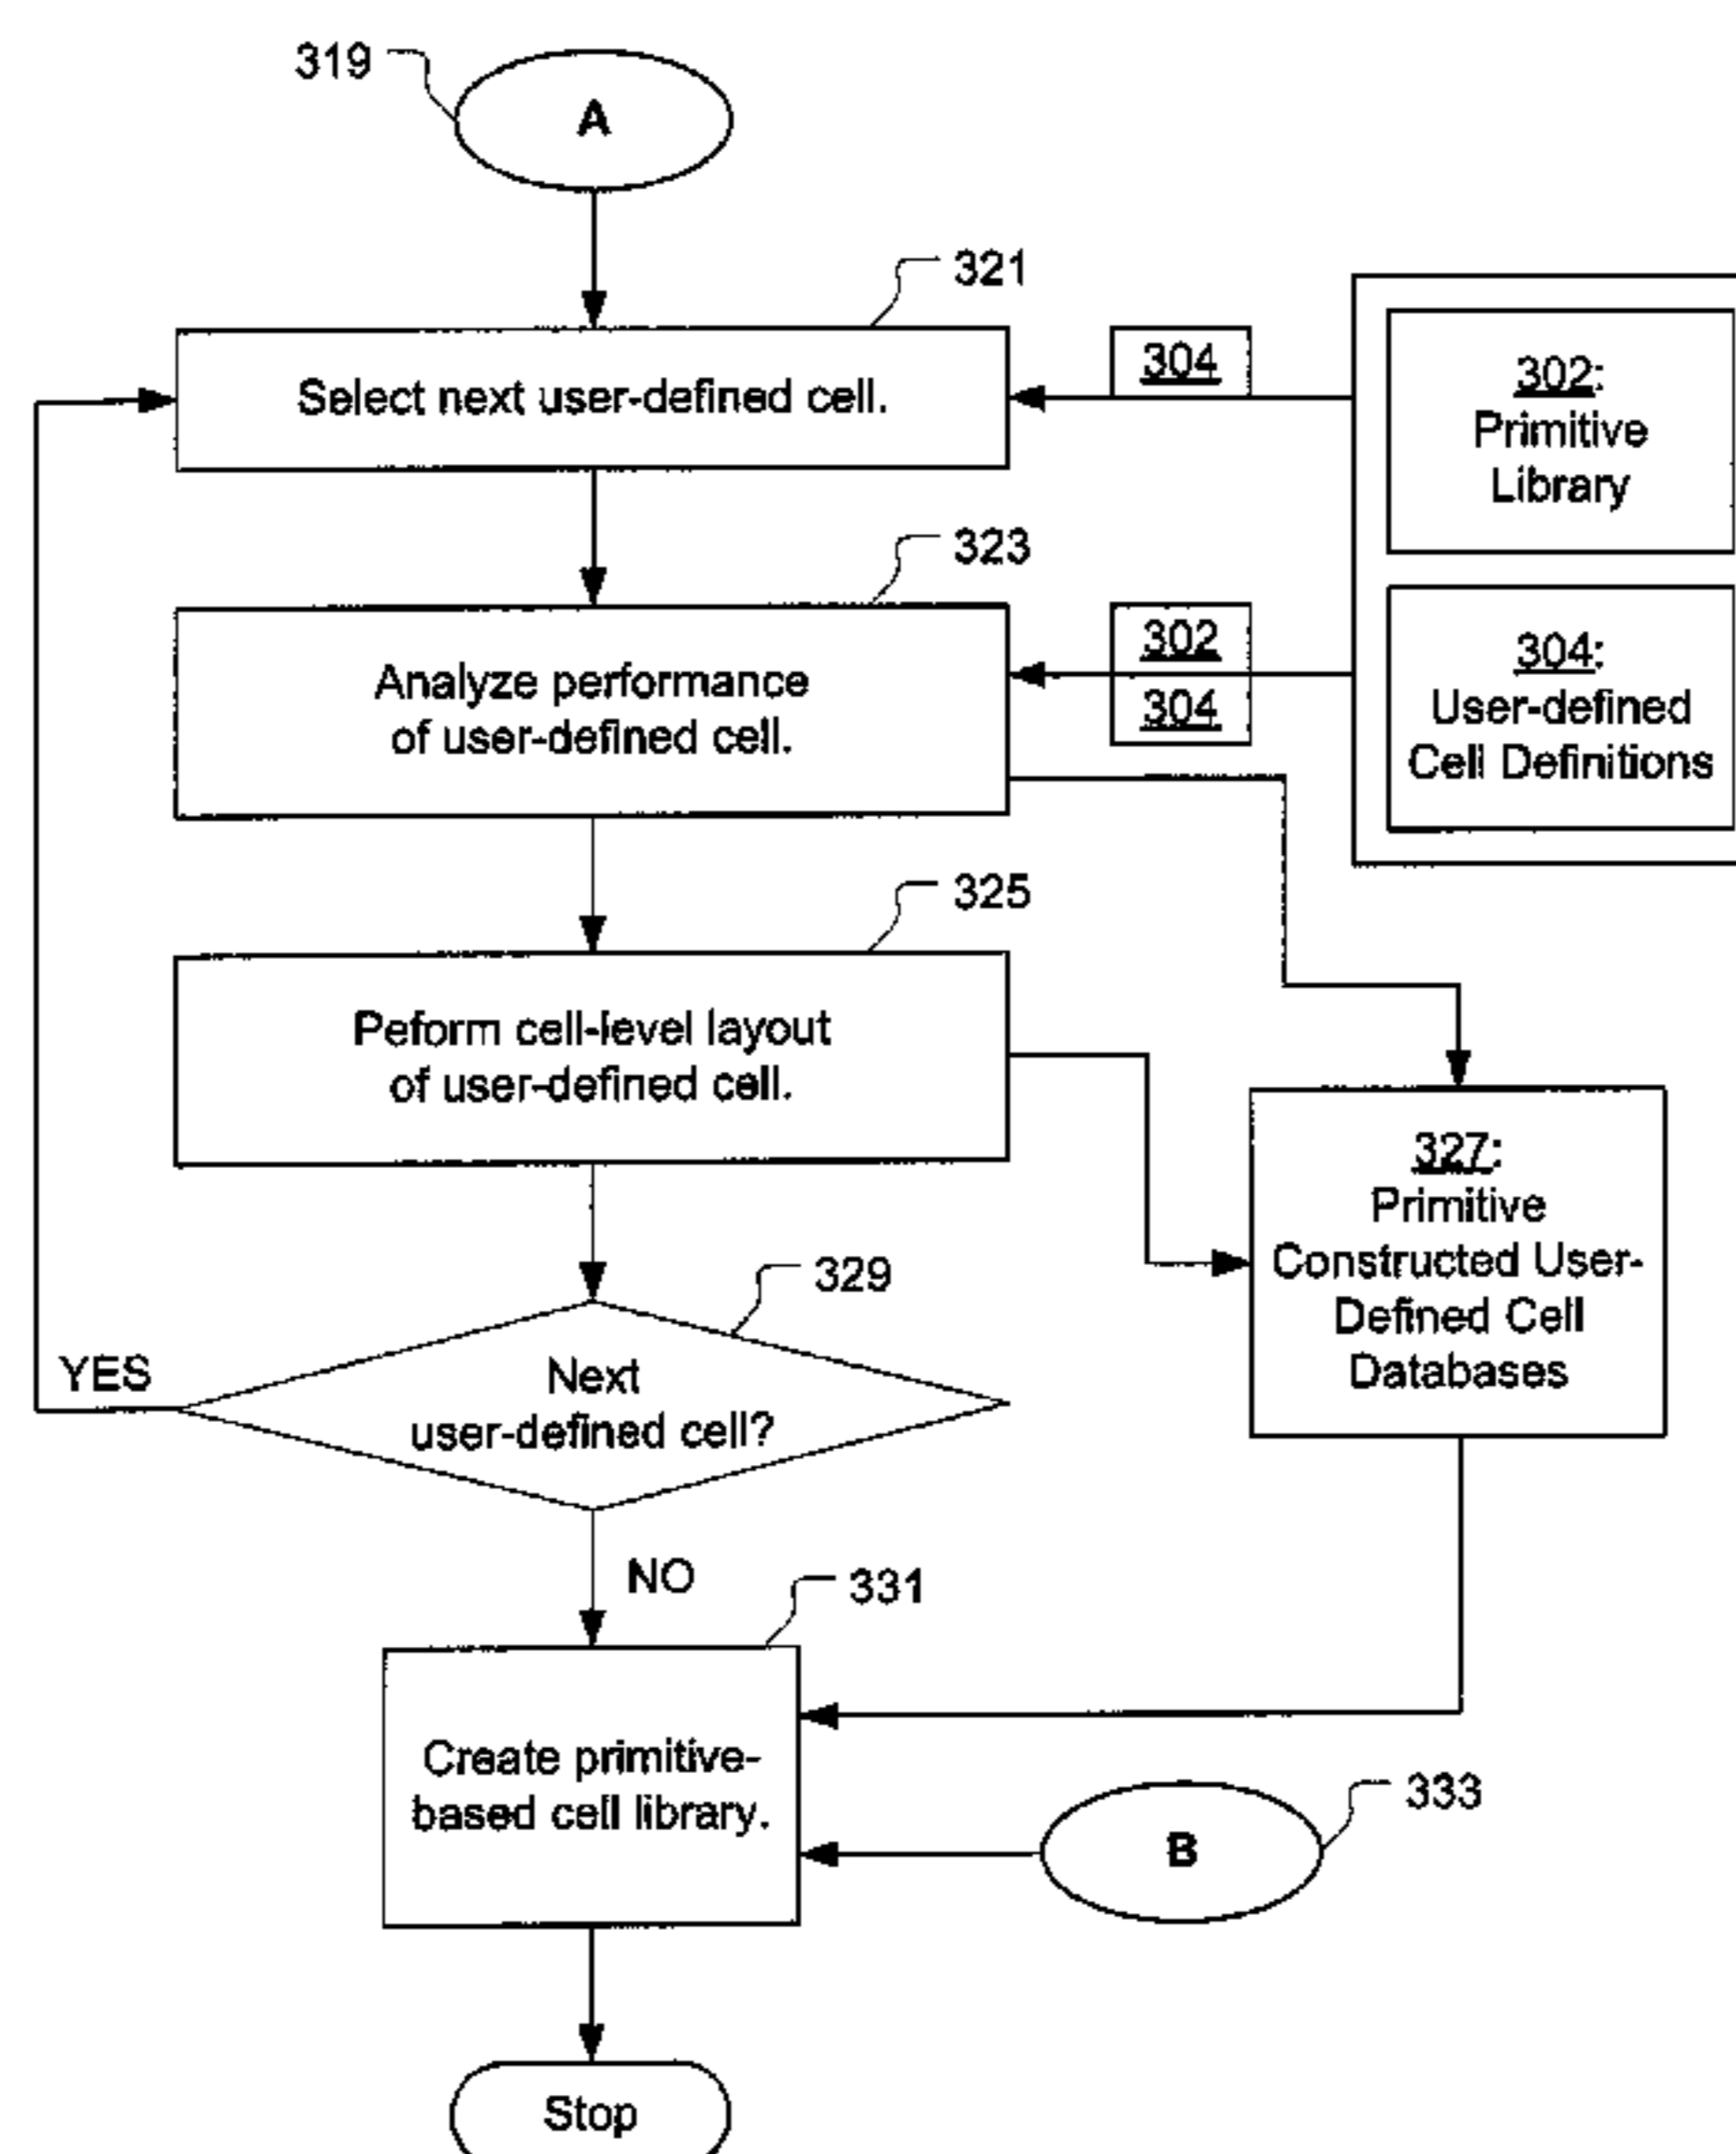 319
A
321
Select next user-defined cell.
304
302:
Primitive
Library
323
Analyze performance
of user-defined cell.
302
304
304:
User-defined
Cell Definitions
325
Peform cell-level layout
of user-defined cell.
327:
Primitive
Constructed User-
Defined Cell
Databases
329
Next
user-defined cell?
YES
NO
331
Create primitive-
based cell library.
333
B
Stop